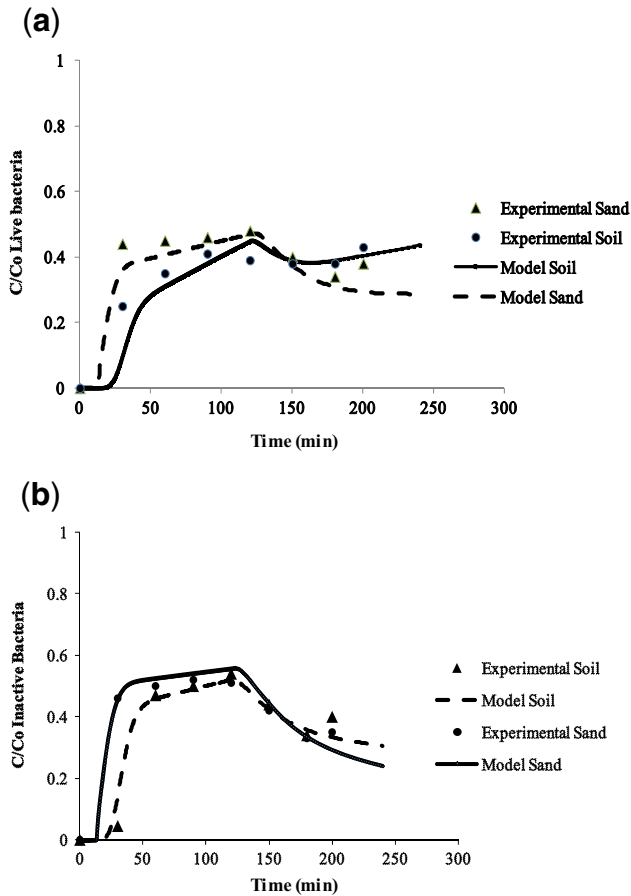 (a)
1
0.8
0.6
0.4
0.2
0
C/Co Live bacteria
0 50 100 150 200 250 300
Time (min)
Experimental Sand
Experimental Soil
Model Soil
Model Sand
(b)
1
0.8
0.6
0.4
0.2
0
C/Co Inactive Bacteria
0 50 100 150 200 250 300
Time (min)
Experimental Soil
Model Soil
Experimental Sand
Model Sand